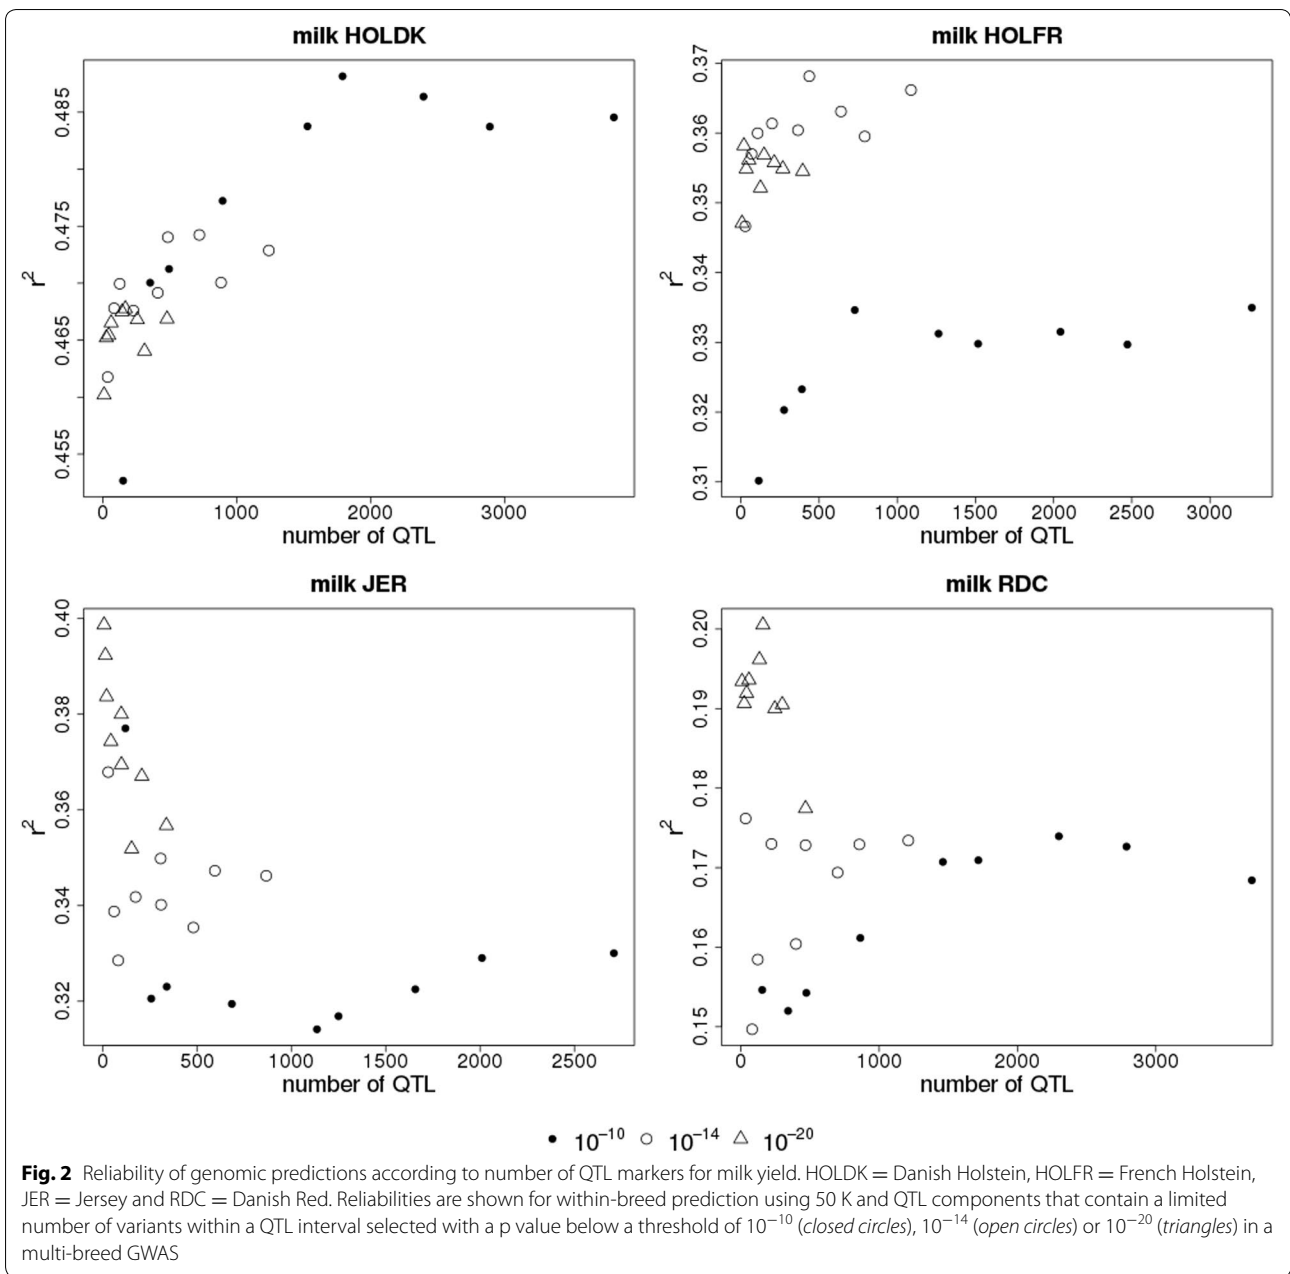 milk HOLDK
0.485
0.475
0.465
0.455
r²
0 1000 2000 3000
number of QTL
milk HOLFR
0.37
0.36
0.35
0.34
0.33
0.32
0.31
r²
0 500 1000 1500 2000 2500 3000
number of QTL
milk JER
0.40
0.38
0.36
0.34
0.32
r²
0 500 1000 1500 2000 2500
number of QTL
milk RDC
0.20
0.19
0.18
0.17
0.16
0.15
r²
0 1000 2000 3000
number of QTL
● 10⁻¹⁰ ○ 10⁻¹⁴ △ 10⁻²⁰
Fig. 2 Reliability of genomic predictions according to number of QTL markers for milk yield. HOLDK = Danish Holstein, HOLFR = French Holstein,
JER = Jersey and RDC = Danish Red. Reliabilities are shown for within-breed prediction using 50 K and QTL components that contain a limited
number of variants within a QTL interval selected with a p value below a threshold of 10⁻¹⁰ (closed circles), 10⁻¹⁴ (open circles) or 10⁻²⁰ (triangles) in a
multi-breed GWAS